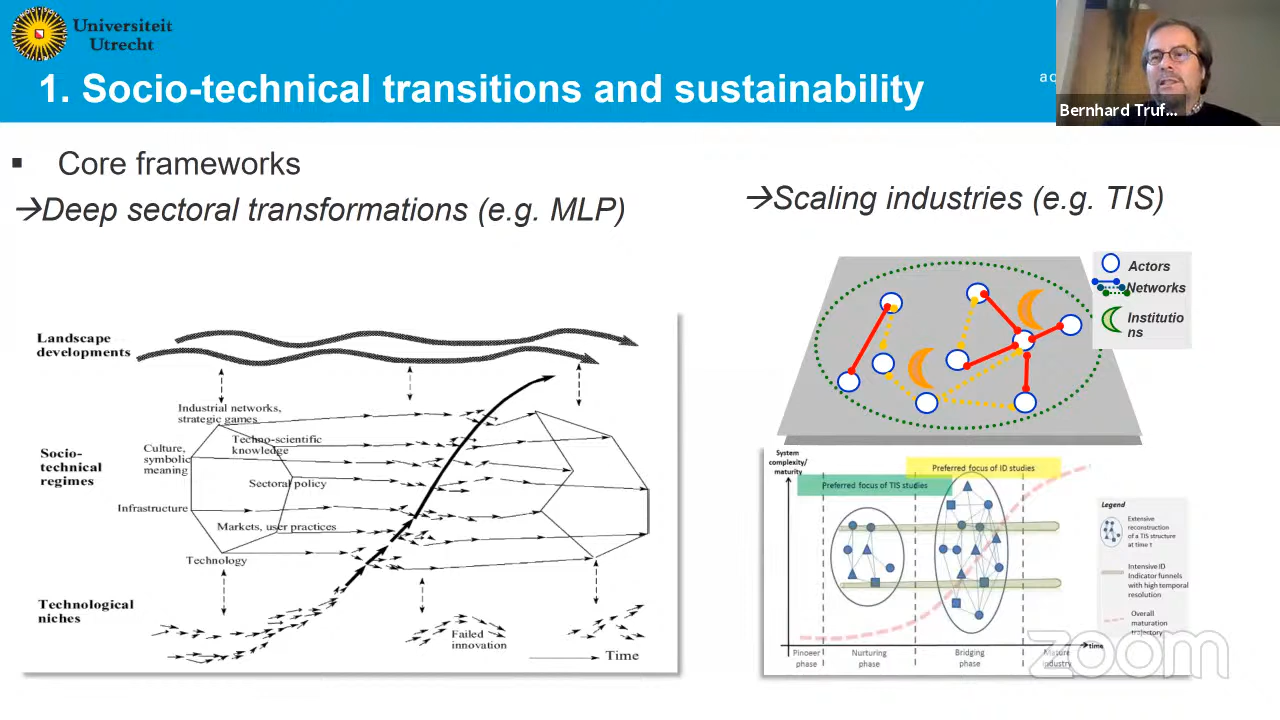 Universiteit
Utrecht
1. Socio-technical transitions and sustainability
Bernhard Truf...
▪ Core frameworks
→Deep sectoral transformations (e.g. MLP)
→Scaling industries (e.g. TIS)
Actors
Networks
Institutio
ns
Landscape
developments
Industrial networks,
strategic games
Techno-scientific
knowledge
Culture,
symbolic
meaning
Socio-
technical
regimes
Sectoral policy
Infrastructure
Markets, user practices
Technology
Technological
niches
Failed
innovation
Time
System
complexity/
maturity
Preferred focus of ID studies
Preferred focus of TIS studies
Legend
Extensive
reconstruction
of a TIS structure
at time t
Intensive ID
Indicator funnels
with high temporal
resolution
Overall
maturation
trajectory
time
Pinoeer
phase
Nurturing
phase
Bridging
phase
Mature
industry
zoom